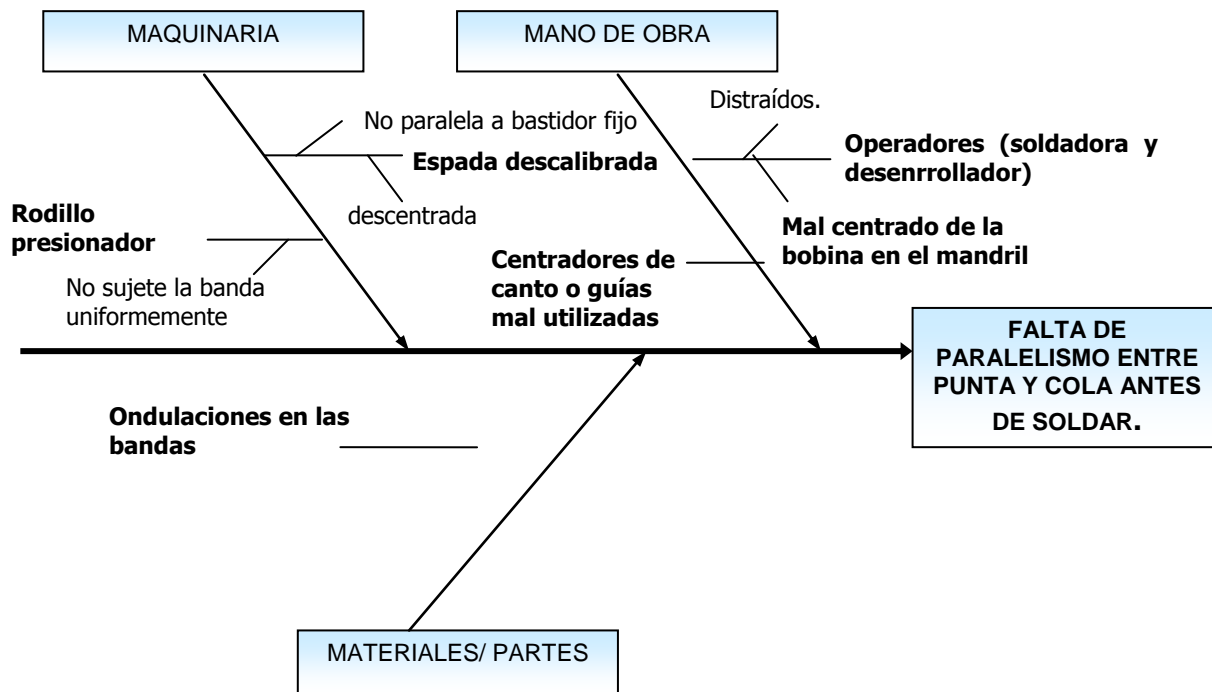 MAQUINARIA
MANO DE OBRA
Distraídos.
No paralela a bastidor fijo
Operadores (soldadora y
desenrrollador)
Espada descalibrada
Rodillo
presionador
descentrada
Mal centrado de la
bobina en el mandril
Centradores de
canto o guías
mal utilizadas
No sujete la banda
uniformemente
FALTA DE
PARALELISMO ENTRE
PUNTA Y COLA ANTES
DE SOLDAR.
Ondulaciones en las
bandas
MATERIALES/ PARTES